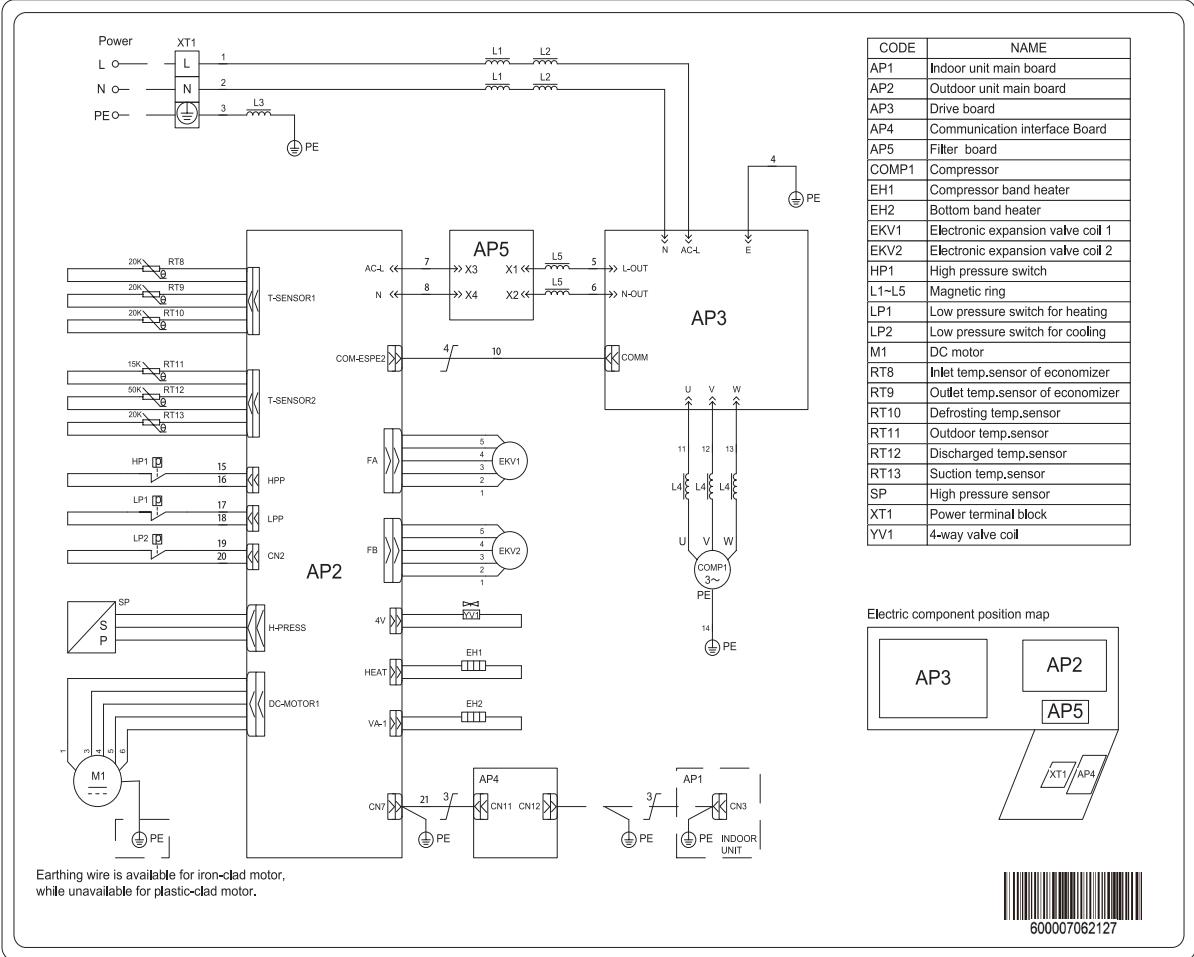 Power
XT1
L
L
1
L1
L2
N
N
2
L1
L2
PE
3
L3
PE
4
PE
N
AC-L
E
AP5
AC-L
7
X3
X1
L5
5
L-OUT
N
8
X4
X2
L5
6
N-OUT
AP3
COM-ESPE2
4
10
COMM
U
V
W
11
12
13
L4
L4
L4
U
V
W
COMP1
3～
PE
14
PE
20K
RT8
20K
RT9
20K
RT10
T-SENSOR1
15K
RT11
50K
RT12
20K
RT13
T-SENSOR2
HP1
P
15
16
HPP
LP1
P
17
18
LPP
LP2
P
19
20
CN2
AP2
SP
S
P
H-PRESS
DC-MOTOR1
1
3
4
5
6
M1
PE
FA
5
4
3
2
1
EKV1
FB
5
4
3
2
1
EKV2
4V
YV1
HEAT
EH1
VA-1
EH2
CN7
21
3
PE
AP4
CN11
CN12
3
PE
AP1
CN3
PE
INDOOR
UNIT
Earthing wire is available for iron-clad motor,
while unavailable for plastic-clad motor.
CODE NAME
AP1 Indoor unit main board
AP2 Outdoor unit main board
AP3 Drive board
AP4 Communication interface Board
AP5 Filter board
COMP1 Compressor
EH1 Compressor band heater
EH2 Bottom band heater
EKV1 Electronic expansion valve coil 1
EKV2 Electronic expansion valve coil 2
HP1 High pressure switch
L1~L5 Magnetic ring
LP1 Low pressure switch for heating
LP2 Low pressure switch for cooling
M1 DC motor
RT8 Inlet temp.sensor of economizer
RT9 Outlet temp.sensor of economizer
RT10 Defrosting temp.sensor
RT11 Outdoor temp.sensor
RT12 Discharged temp.sensor
RT13 Suction temp.sensor
SP High pressure sensor
XT1 Power terminal block
YV1 4-way valve coil
Electric component position map
AP3
AP2
AP5
XT1
AP4
600007062127